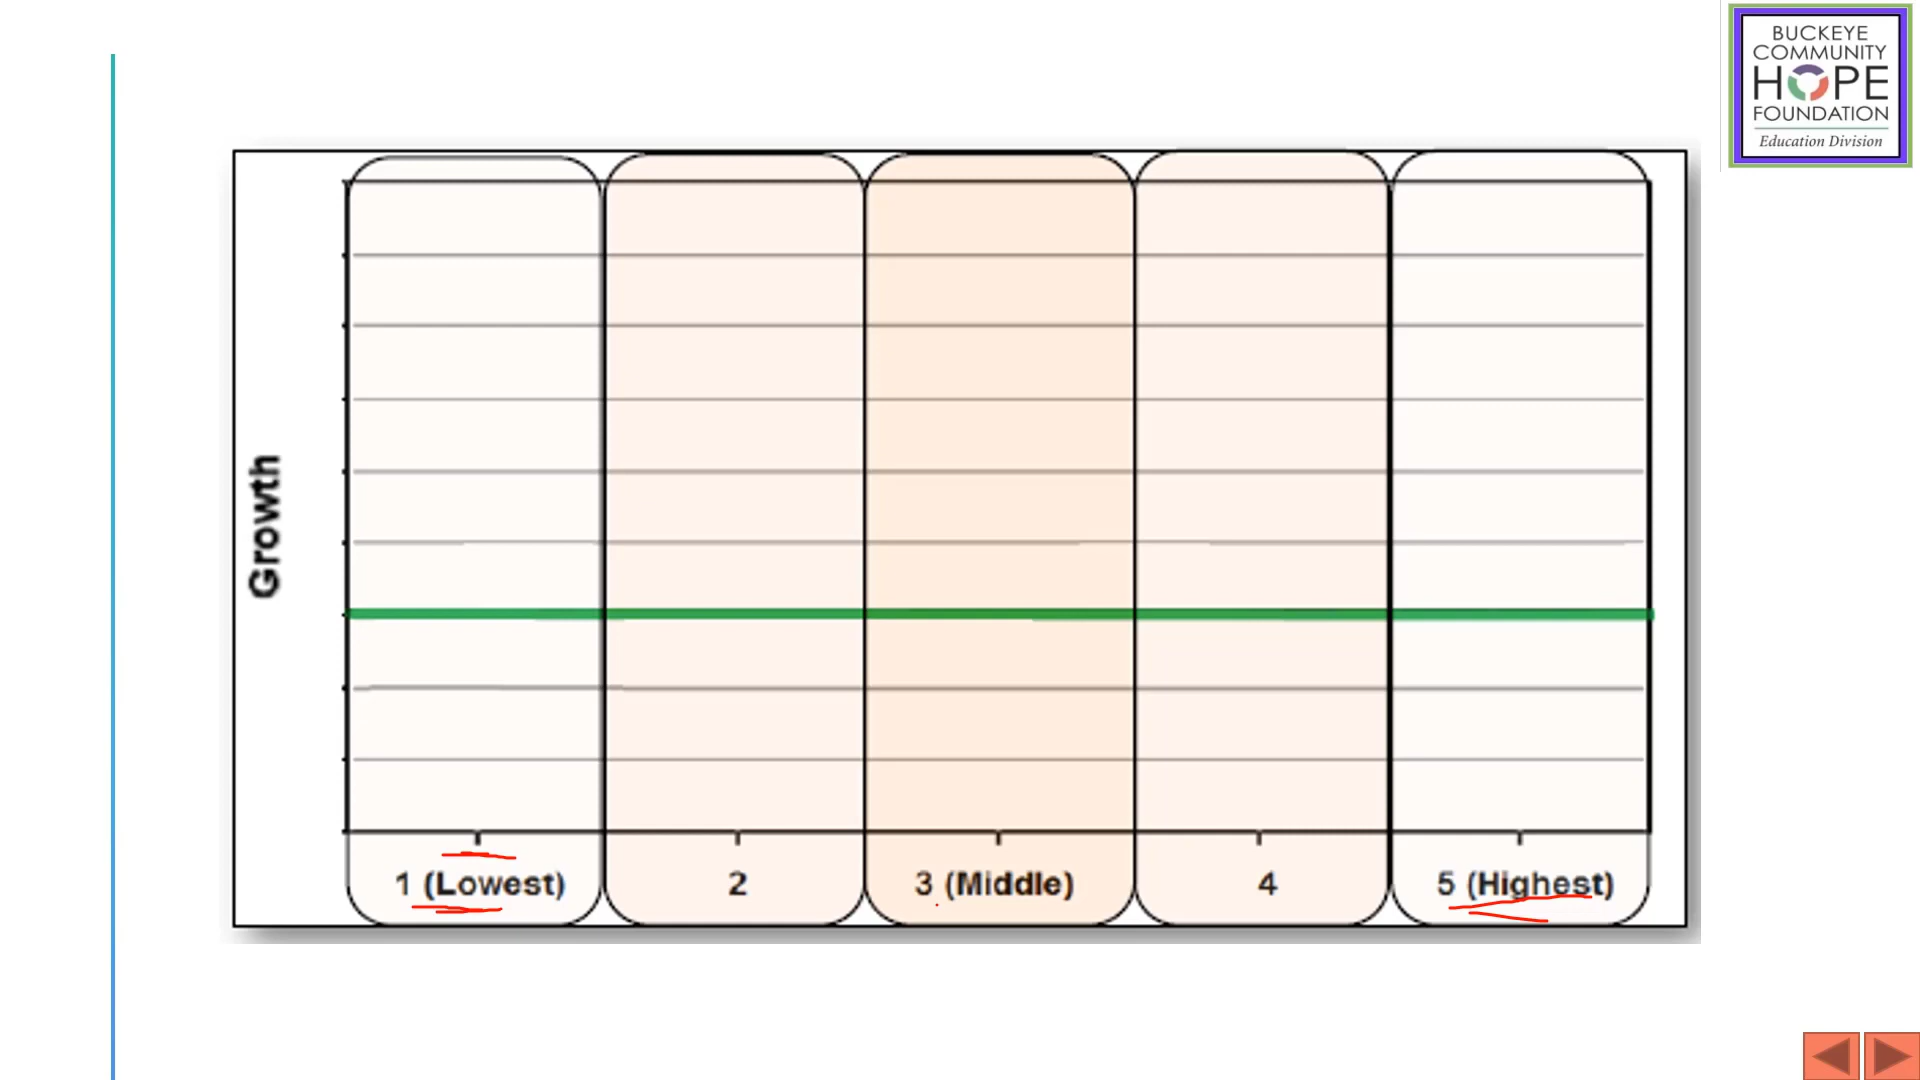 BUCKEYE
COMMUNITY
HOPE
FOUNDATION
Education Division
Growth
1 (Lowest)
2
3 (Middle)
4
5 (Highest)